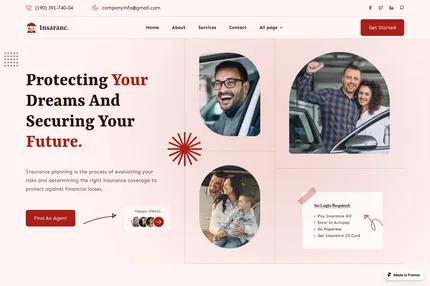 (190) 391-740-04
companyinfo@gmail.com
Insaranc.
Home
About
Services
Contact
All page
Get Started
Protecting Your
Dreams And
Securing Your
Future.
Insurance planning is the process of evaluating your
risks and determining the right insurance coverage to
protect against financial losses.
Find An Agent
Happy clients
No Login Required:
Pay Insurance Bill
Enrol In Autopay
Go Paperless
Get Insurance ID Card
Made in Framer